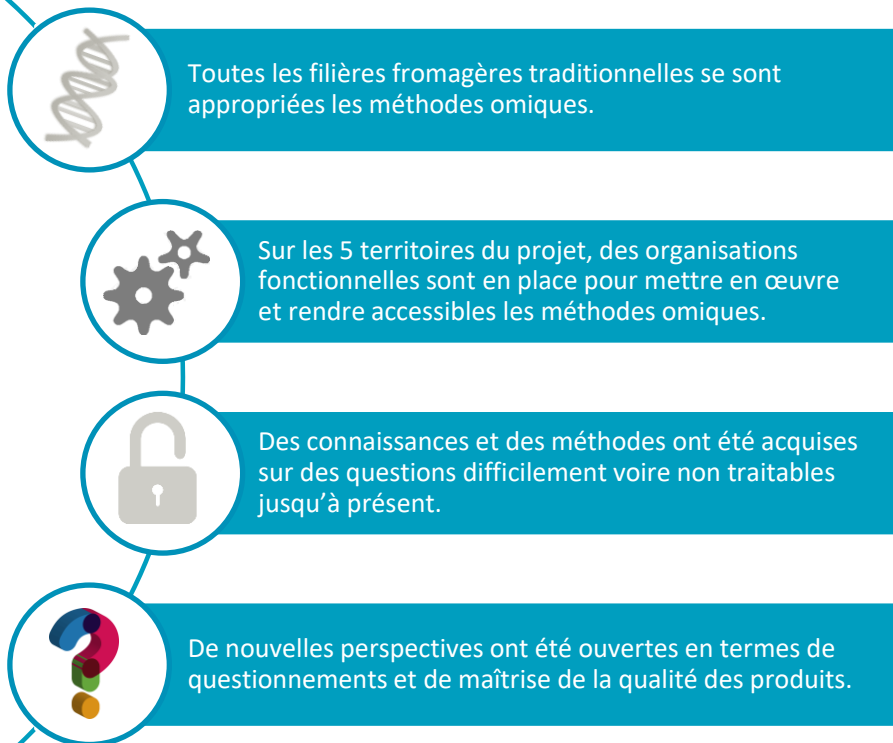 Toutes les filières fromagères traditionnelles se sont
appropriées les méthodes omiques.
Sur les 5 territoires du projet, des organisations
fonctionnelles sont en place pour mettre en œuvre
et rendre accessibles les méthodes omiques.
Des connaissances et des méthodes ont été acquises
sur des questions difficilement voire non traitables
jusqu’à présent.
De nouvelles perspectives ont été ouvertes en termes de
questionnements et de maîtrise de la qualité des produits.